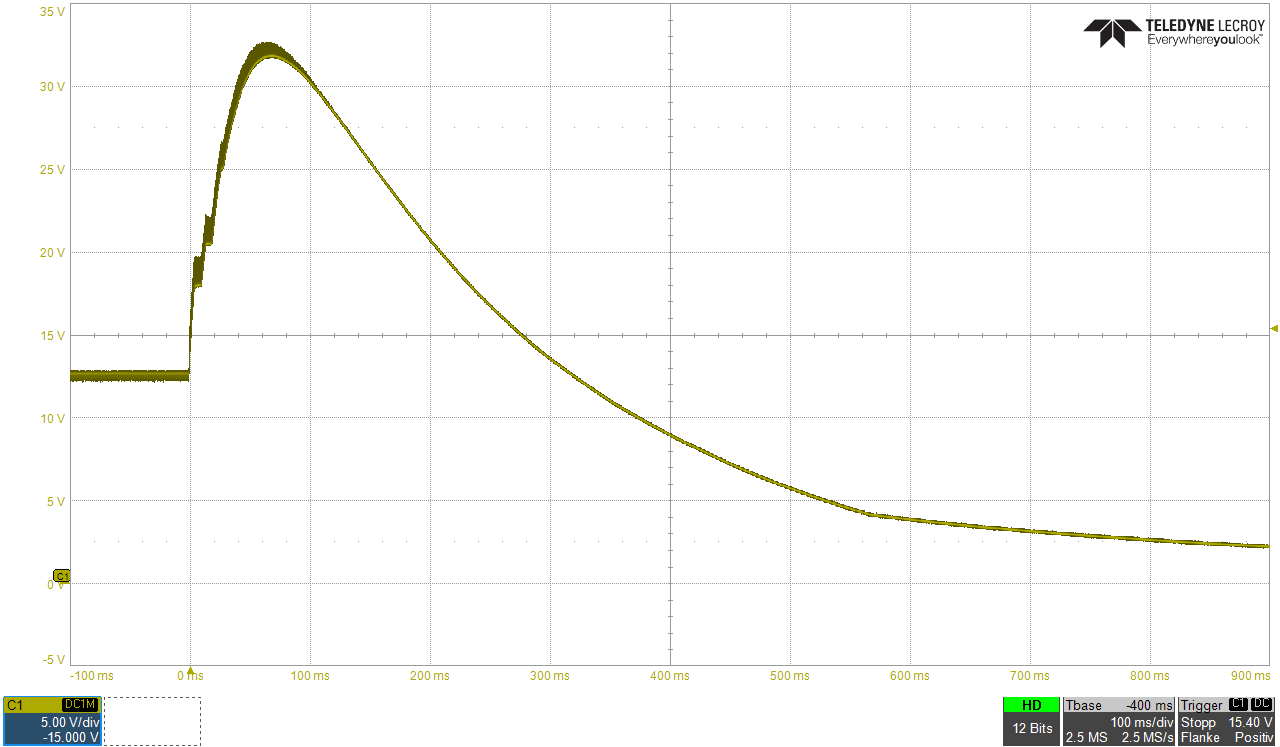 35 V
TELEDYNE LECROY
Everywhereyoulook™
30 V
25 V
20 V
15 V
10 V
5 V
C1
0 V
-5 V
-100 ms
0 ms
100 ms
200 ms
300 ms
400 ms
500 ms
600 ms
700 ms
800 ms
900 ms
C1 DC1M
5.00 V/div
-15.000 V
HD
12 Bits
Tbase -400 ms
100 ms/div
2.5 MS 2.5 MS/s
Trigger C1 DC
Stopp 15.40 V
Flanke Positiv